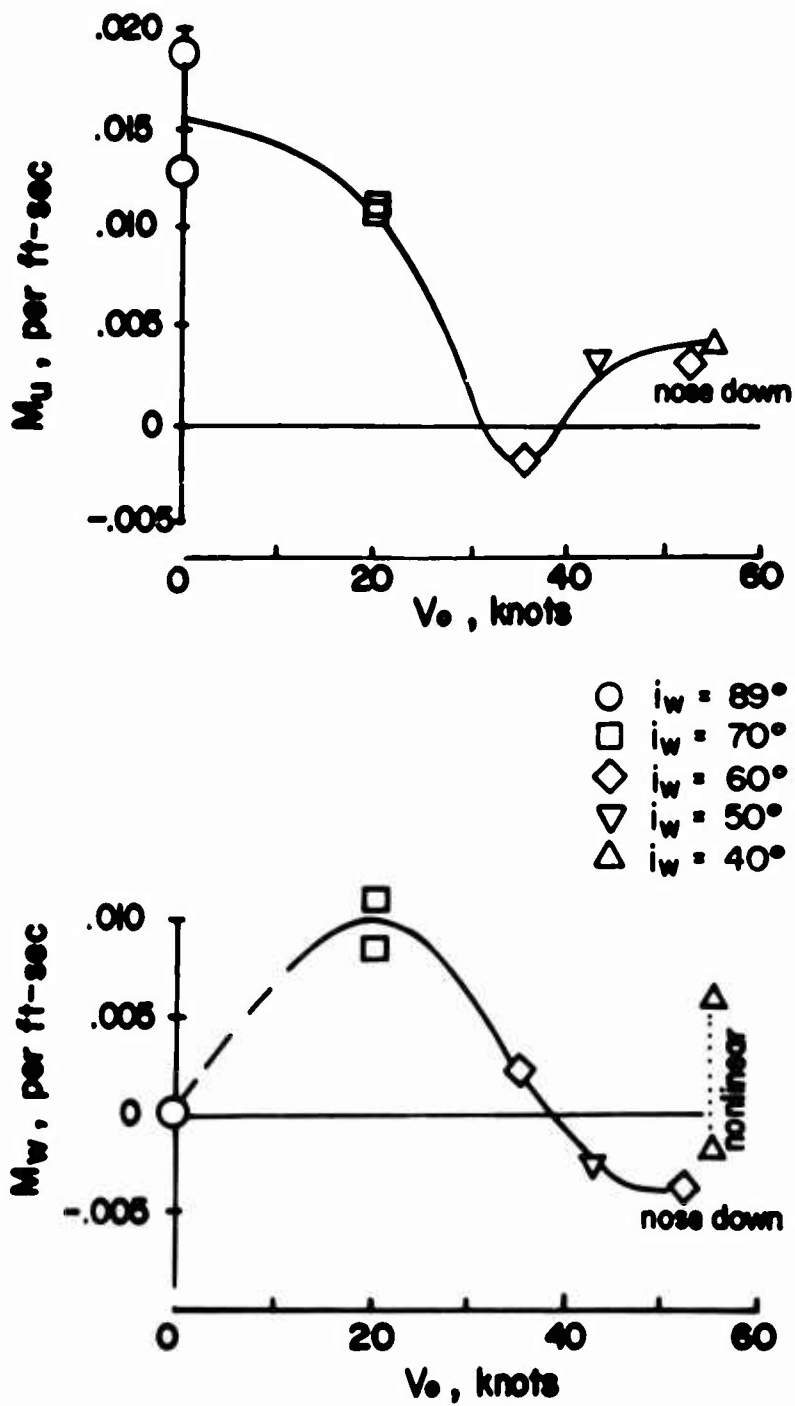 .020
.015
.010
.005
0
-.005
Mu, per ft-sec
nose down
0 20 40 60
Vo, knots
iw = 89°
iw = 70°
iw = 60°
iw = 50°
iw = 40°
.010
.005
0
-.005
Mw, per ft-sec
nonlinear
nose down
0 20 40 60
Vo, knots